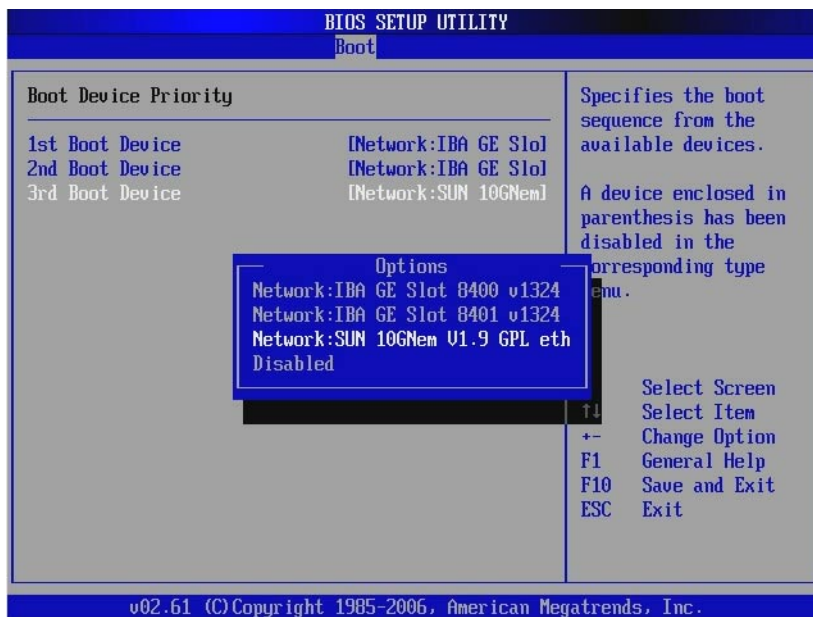 BIOS SETUP UTILITY
Boot
Boot Device Priority
1st Boot Device [Network:IBA GE Slo]
2nd Boot Device [Network:IBA GE Slo]
3rd Boot Device [Network:SUN 10GNem]
Options
Network:IBA GE Slot 8400 v1324
Network:IBA GE Slot 8401 v1324
Network:SUN 10GNem V1.9 GPL eth
Disabled
Specifies the boot
sequence from the
available devices.
A device enclosed in
parenthesis has been
disabled in the
orresponding type
enu.
Select Screen
↑↓ Select Item
+- Change Option
F1 General Help
F10 Save and Exit
ESC Exit
v02.61 (C)Copyright 1985-2006, American Megatrends, Inc.